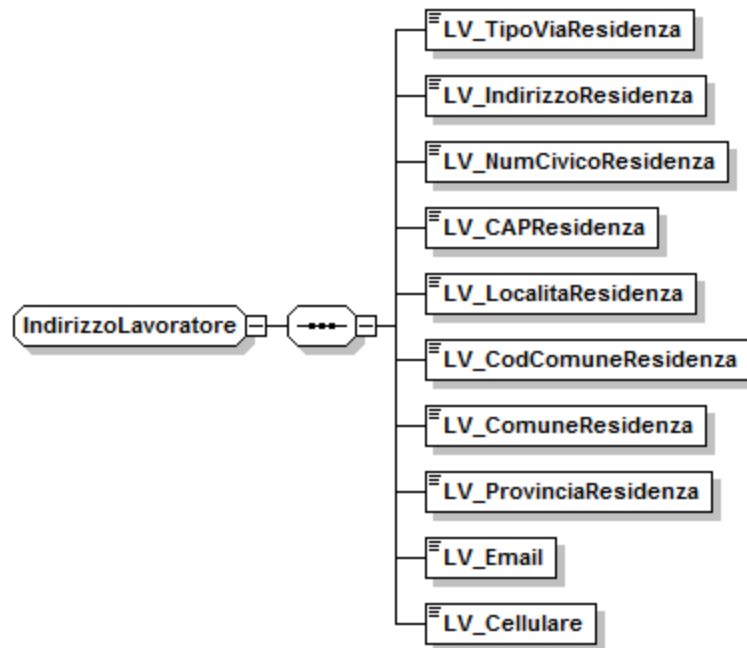 LV_TipoViaResidenza
LV_IndirizzoResidenza
LV_NumCivicoResidenza
LV_CAPResidenza
LV_LocalitaResidenza
IndirizzoLavoratore
LV_CodComuneResidenza
LV_ComuneResidenza
LV_ProvinciaResidenza
LV_Email
LV_Cellulare